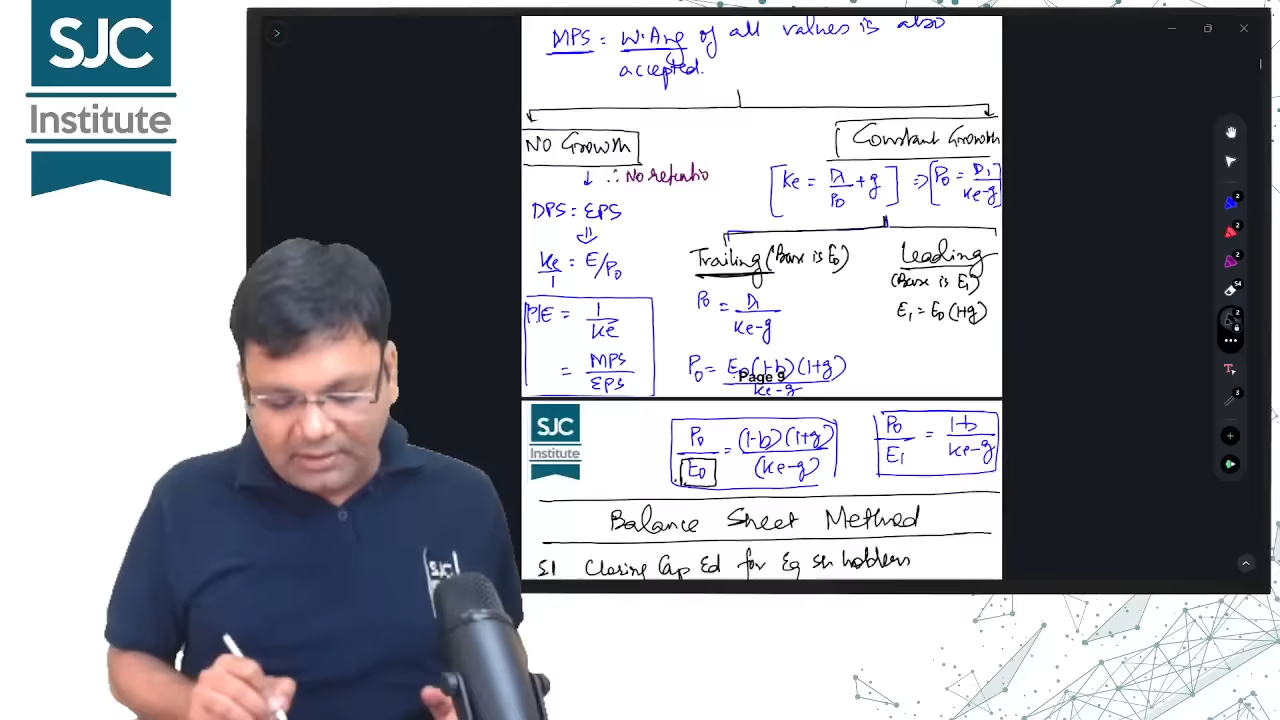 SJC
Institute
MPS = W.Avg of all values is also
accepted.
No Growth
Constant Growth
∴ No retentio
Ke = D1/P0 + g ⇒ P0 = D1/Ke-g
DPS = EPS
Trailing (Base is E0)
Leading
(Base is E1)
Ke/1 = E/P0
E1 = E0(1+g)
P0 = D1/Ke-g
P/E = 1/Ke
= MPS/EPS
P0 = E0(1-b)(1+g)/Ke-g
Page 9
SJC
Institute
P0/E0 = (1-b)(1+g)/(Ke-g)
P0/E1 = 1-b/Ke-g
Balance Sheet Method
S1 Closing Cap Ed for Eq sh holders
SJC